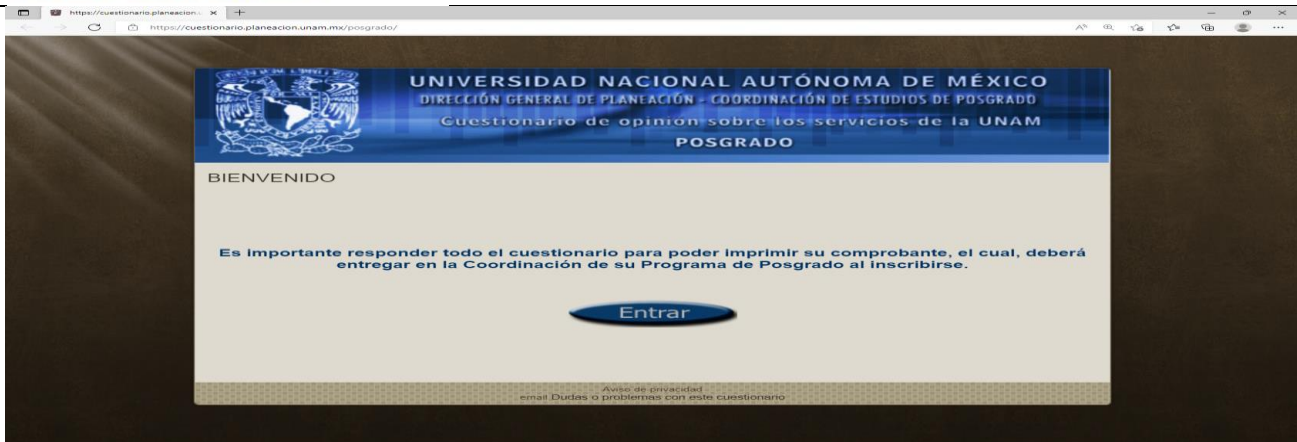 https://cuestionario.planeacion.
https://cuestionario.planeacion.unam.mx/posgrado/
UNIVERSIDAD NACIONAL AUTÓNOMA DE MÉXICO
DIRECCIÓN GENERAL DE PLANEACIÓN - COORDINACIÓN DE ESTUDIOS DE POSGRADO
Cuestionario de opinión sobre los servicios de la UNAM
POSGRADO
BIENVENIDO
Es importante responder todo el cuestionario para poder imprimir su comprobante, el cual, deberá
entregar en la Coordinación de su Programa de Posgrado al inscribirse.
Entrar
Aviso de privacidad
email Dudas o problemas con este cuestionario